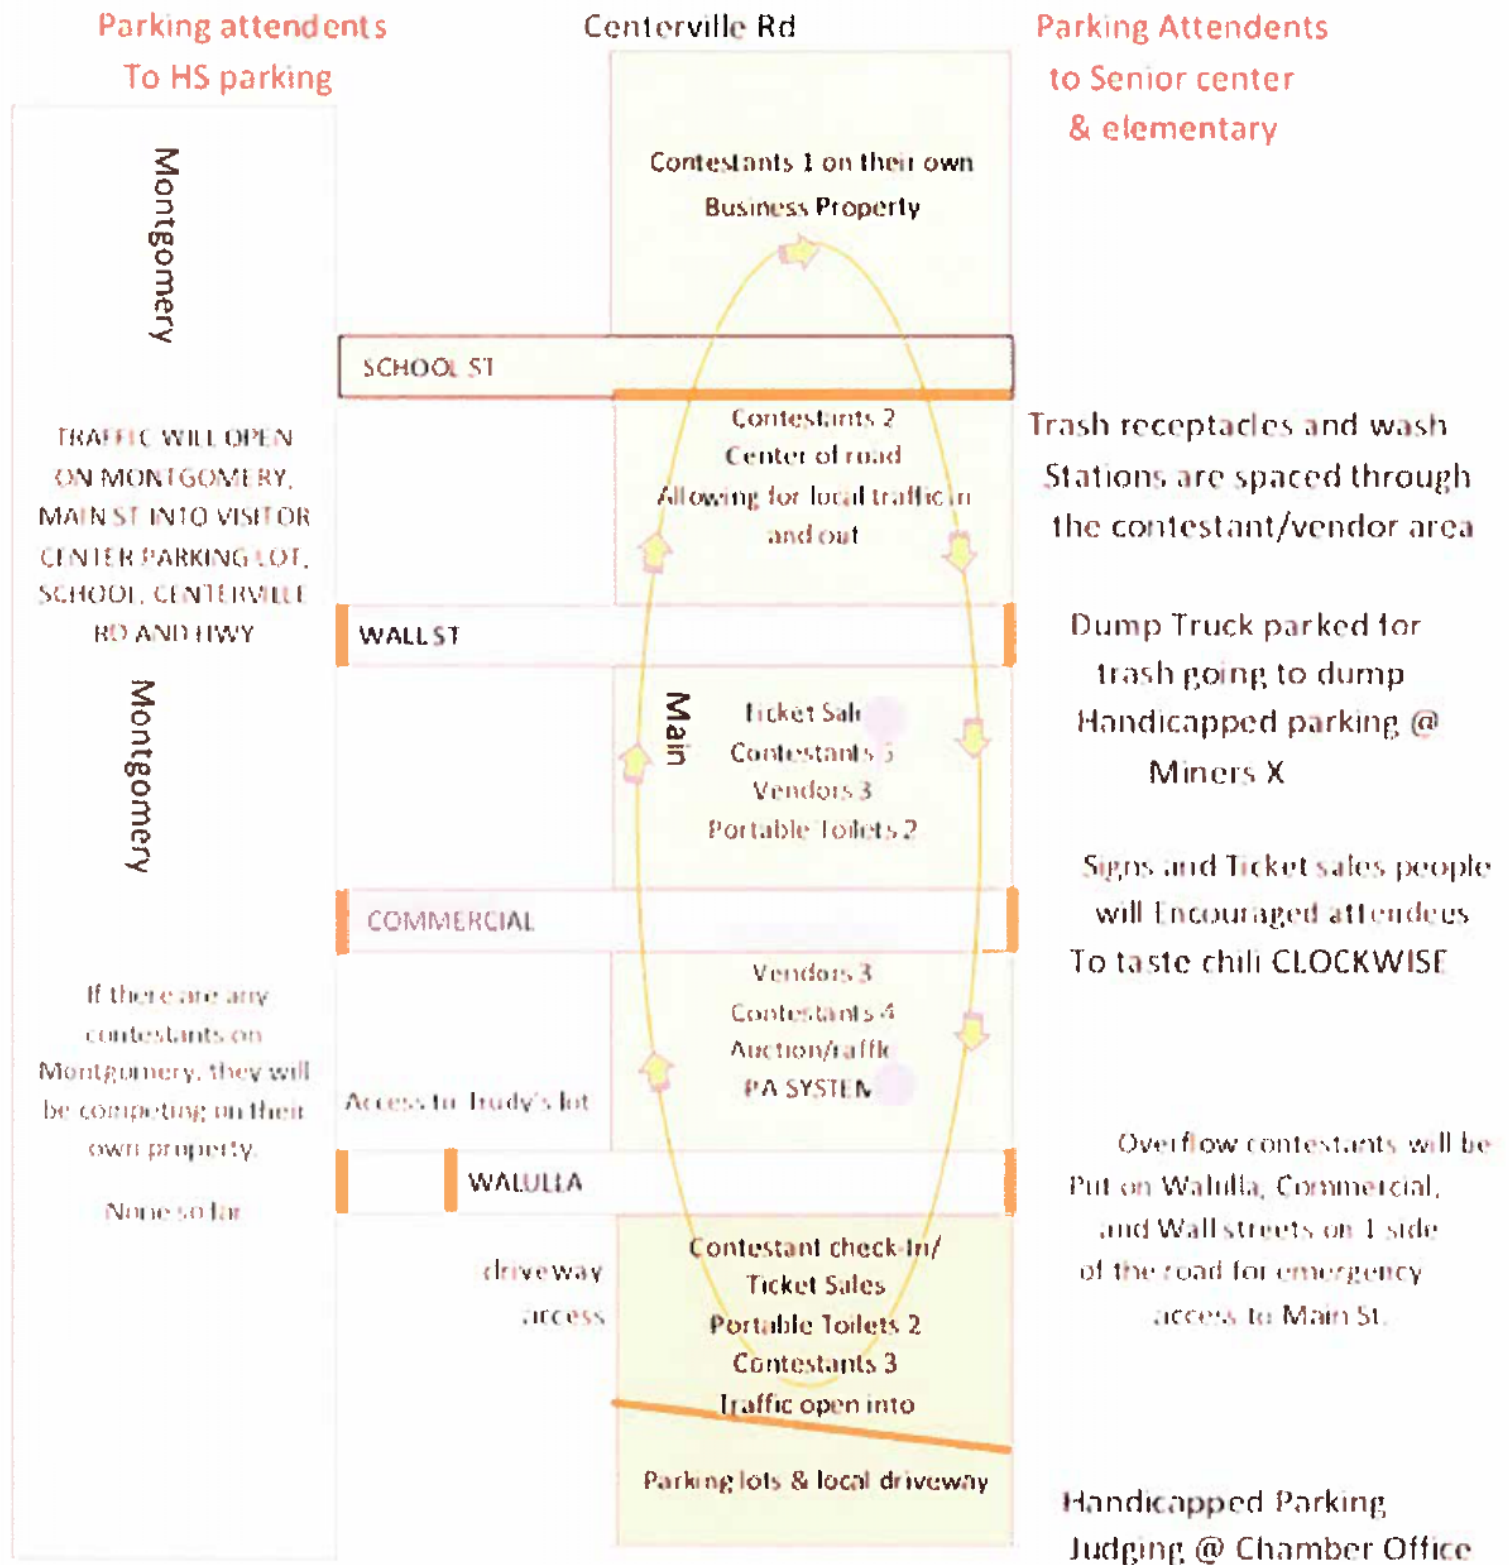 Parking attendents
To HS parking
Centerville Rd
Parking Attendents
to Senior center
& elementary
Montgomery
Contestants 1 on their own
Business Property
SCHOOL ST
TRAFFIC WILL OPEN
ON MONTGOMERY,
MAIN ST INTO VISITOR
CENTER PARKING LOT,
SCHOOL, CENTERVILLE
RD AND HWY
Contestants 2
Center of road
Allowing for local traffic in
and out
Trash receptacles and wash
Stations are spaced through
the contestant/vendor area
WALL ST
Dump Truck parked for
trash going to dump
Handicapped parking @
Miners X
Montgomery
Main
Ticket Sal
Contestants
Vendors 3
Portable Toilets 2
Signs and Ticket sales people
will Encouraged attendees
To taste chili CLOCKWISE
COMMERCIAL
Vendors 3
Contestants 4
Auction/raffle
PA SYSTEM
If there are any
contestants on
Montgomery, they will
be competing on their
own property.
None so far
Access to Trudy's lot
WALULLA
Overflow contestants will be
Put on Walulla, Commercial,
and Wall streets on 1 side
of the road for emergency
access to Main St.
driveway
access
Contestant check-In/
Ticket Sales
Portable Toilets 2
Contestants 3
Traffic open into
Parking lots & local driveway
Handicapped Parking
Judging @ Chamber Office